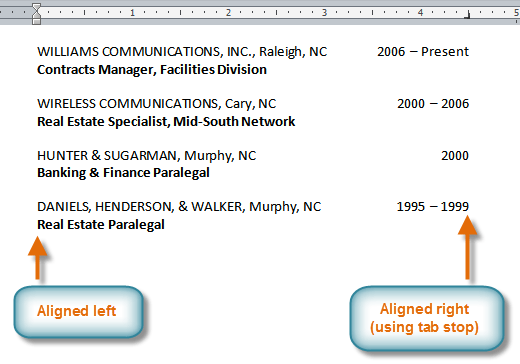 1 2 3 4 5
WILLIAMS COMMUNICATIONS, INC., Raleigh, NC 2006 – Present
Contracts Manager, Facilities Division
WIRELESS COMMUNICATIONS, Cary, NC 2000 – 2006
Real Estate Specialist, Mid-South Network
HUNTER & SUGARMAN, Murphy, NC 2000
Banking & Finance Paralegal
DANIELS, HENDERSON, & WALKER, Murphy, NC 1995 – 1999
Real Estate Paralegal
Aligned left
Aligned right
(using tab stop)